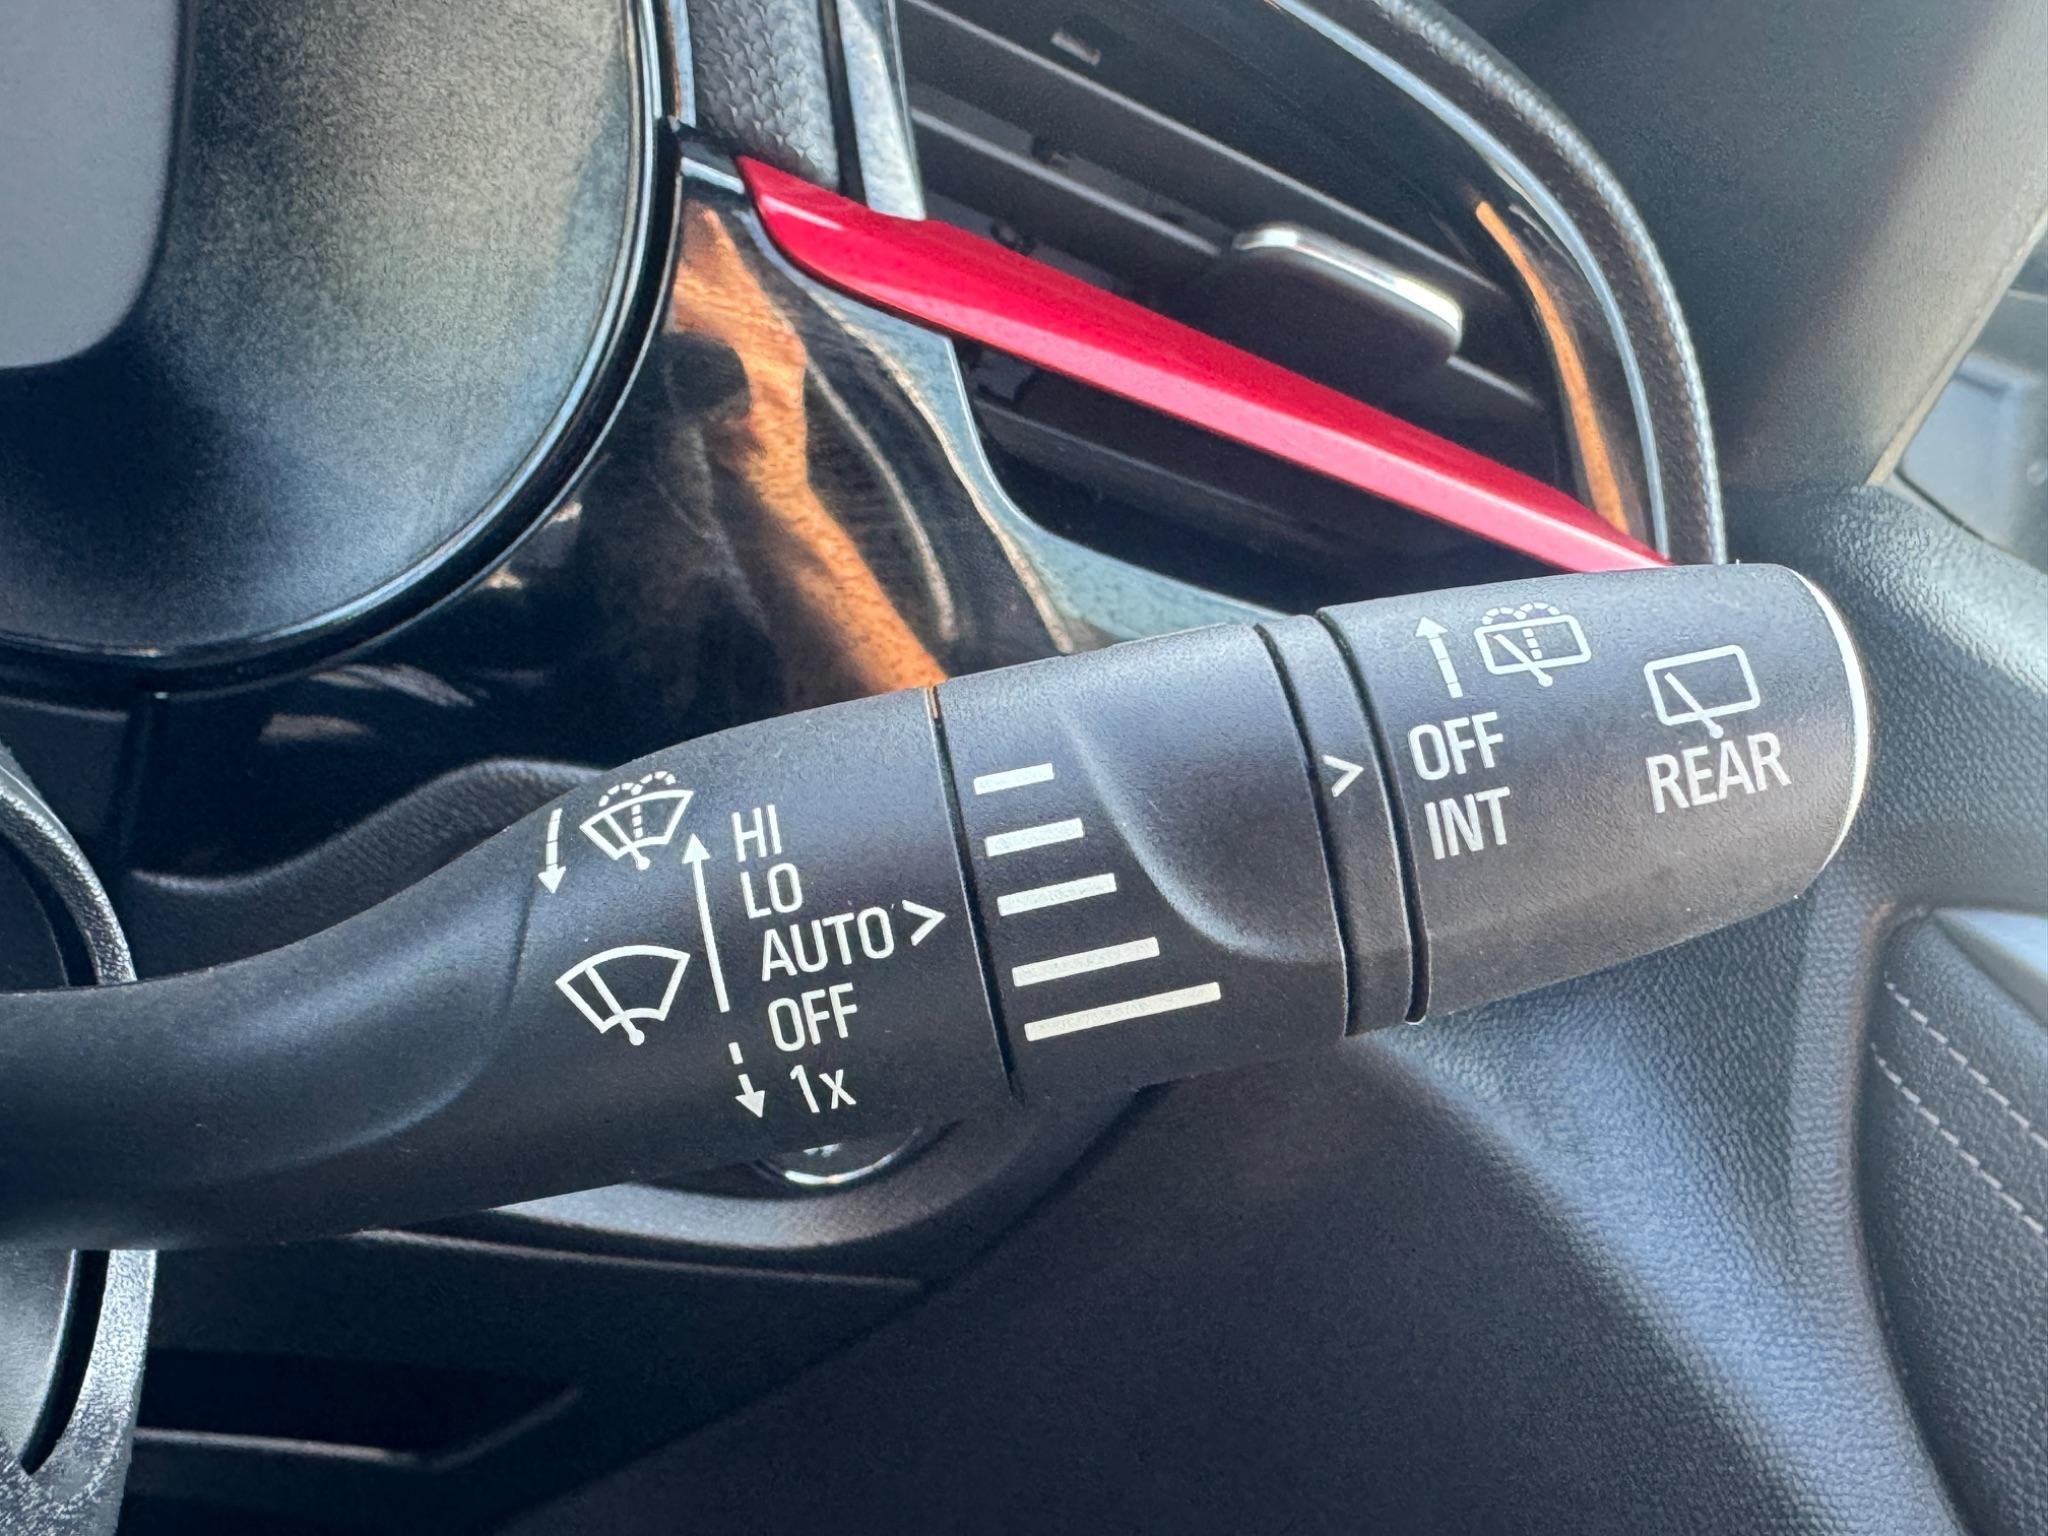 HI
LO
AUTO >
OFF
1x
>
OFF
INT
REAR